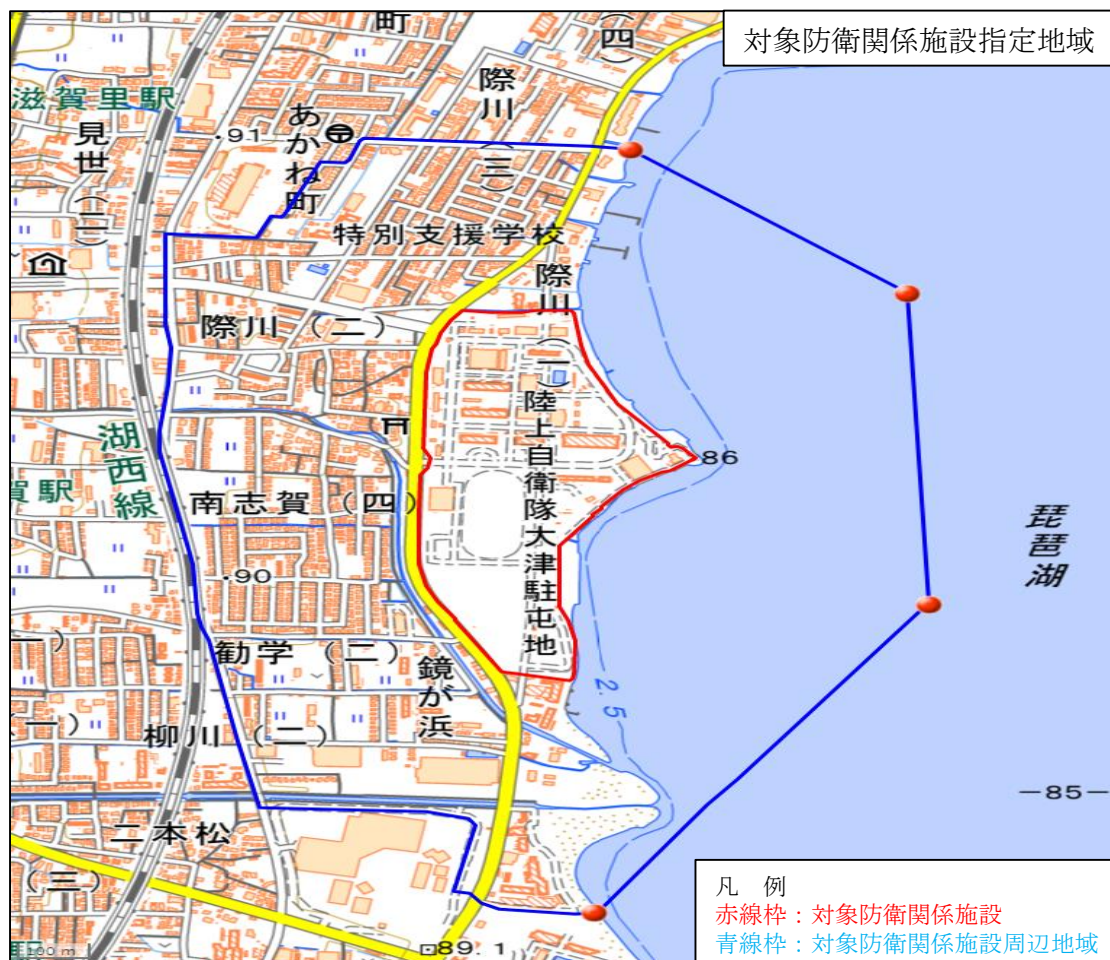 対象防衛関係施設指定地域
町
(四)
際川(三)
滋賀里駅
見世(二)
・91
あかね町
特別支援学校
際川(一)
際川(二)
湖西線
賀駅
南志賀(四)
陸上自衛隊大津駐屯地
86
琵琶湖
・90
勧学(二)
鏡が浜
2.5
柳川(二)
(一)
-85-
二本松
(三)
89.1
100 m
凡 例
赤線枠:対象防衛関係施設
青線枠:対象防衛関係施設周辺地域